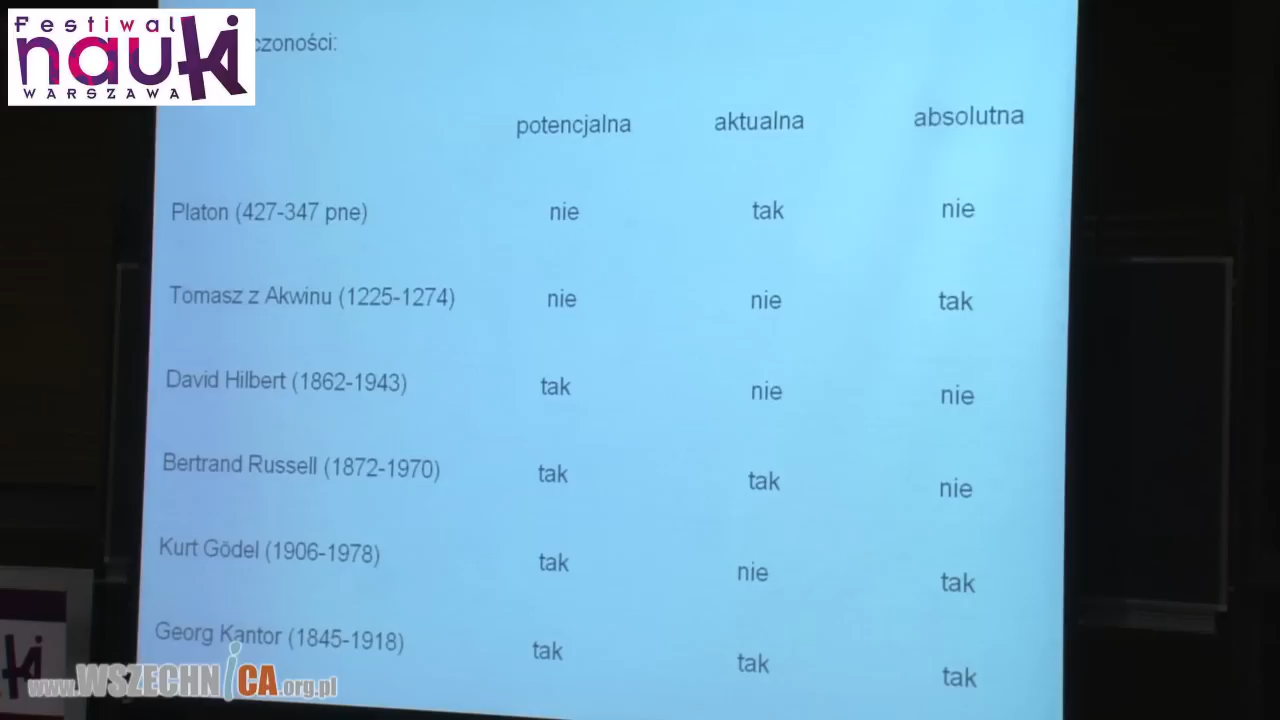 Festiwal
nauki
WARSZAWA
czoności:
potencjalna aktualna absolutna
Platon (427-347 pne) nie tak nie
Tomasz z Akwinu (1225-1274) nie nie tak
David Hilbert (1862-1943) tak nie nie
Bertrand Russell (1872-1970) tak tak nie
Kurt Gödel (1906-1978) tak nie tak
Georg Kantor (1845-1918) tak tak tak
www.WSZECHNICA.org.pl